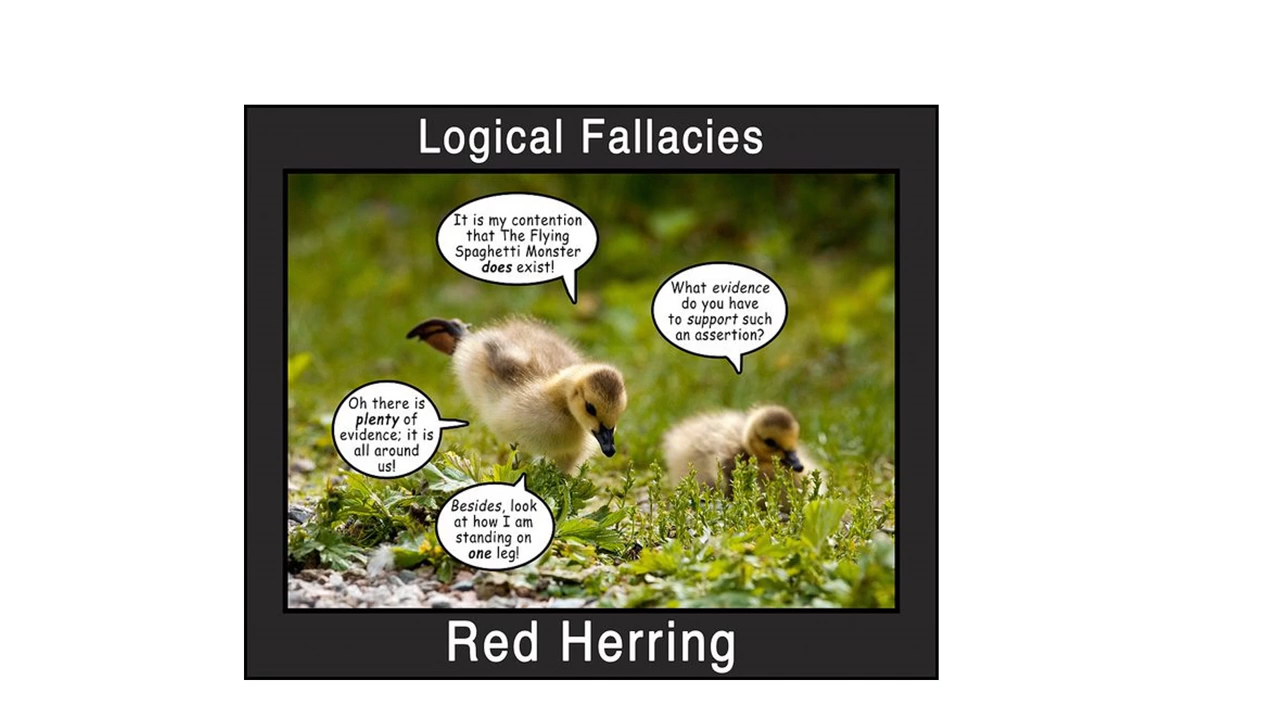 Logical Fallacies
It is my contention
that The Flying
Spaghetti Monster
does exist!
What evidence
do you have
to support such
an assertion?
Oh there is
plenty of
evidence; it is
all around
us!
Besides, look
at how I am
standing on
one leg!
Red Herring